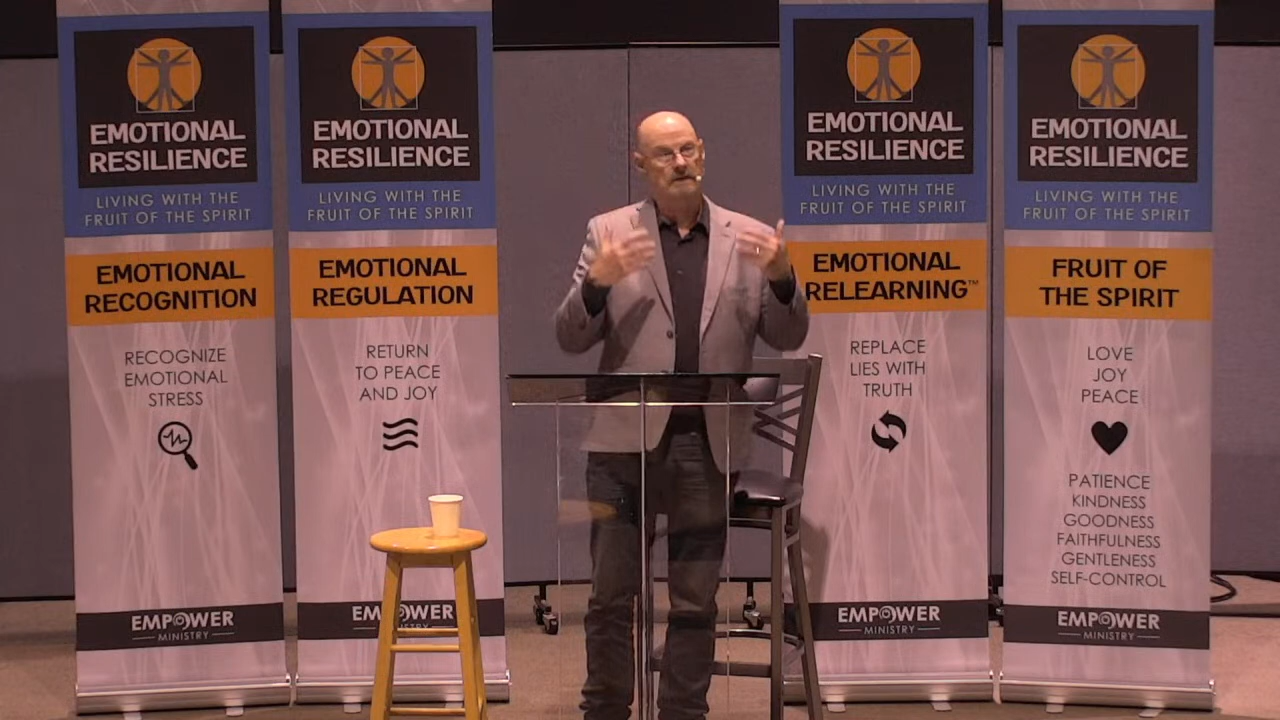 EMOTIONAL
RESILIENCE
LIVING WITH THE
FRUIT OF THE SPIRIT
EMOTIONAL
RECOGNITION
RECOGNIZE
EMOTIONAL
STRESS
EMPOWER
MINISTRY
EMOTIONAL
RESILIENCE
LIVING WITH THE
FRUIT OF THE SPIRIT
EMOTIONAL
REGULATION
RETURN
TO PEACE
AND JOY
EMPOWER
MINISTRY
EMOTIONAL
RESILIENCE
LIVING WITH THE
FRUIT OF THE SPIRIT
EMOTIONAL
RELEARNING™
REPLACE
LIES WITH
TRUTH
EMPOWER
MINISTRY
EMOTIONAL
RESILIENCE
LIVING WITH THE
FRUIT OF THE SPIRIT
FRUIT OF
THE SPIRIT
LOVE
JOY
PEACE
PATIENCE
KINDNESS
GOODNESS
FAITHFULNESS
GENTLENESS
SELF-CONTROL
EMPOWER
MINISTRY